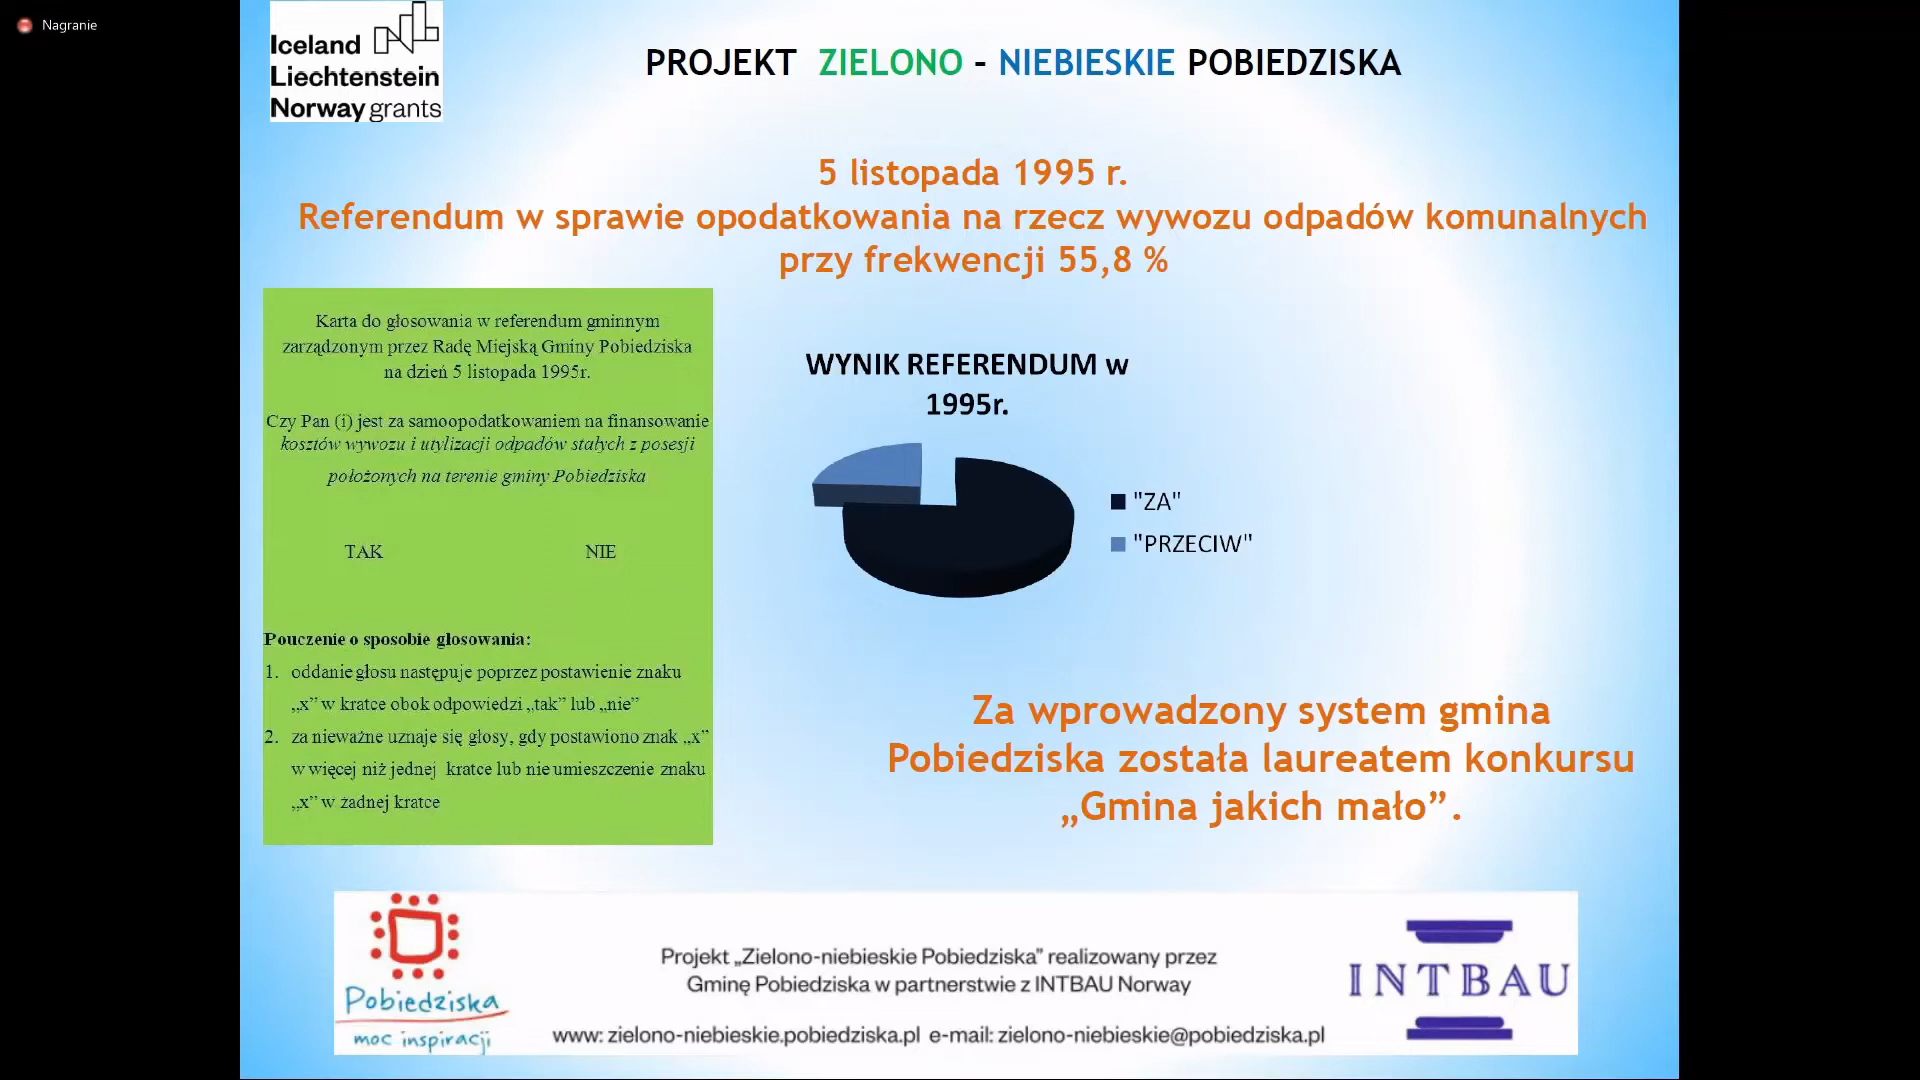 Nagranie
Iceland
Liechtenstein
Norway grants
PROJEKT ZIELONO - NIEBIESKIE POBIEDZISKA
5 listopada 1995 r.
Referendum w sprawie opodatkowania na rzecz wywozu odpadów komunalnych
przy frekwencji 55,8 %
Karta do głosowania w referendum gminnym
zarządzonym przez Radę Miejską Gminy Pobiedziska
na dzień 5 listopada 1995r.
Czy Pan (i) jest za samoopodatkowaniem na finansowanie
kosztów wywozu i utylizacji odpadów stałych z posesji
położonych na terenie gminy Pobiedziska
TAK NIE
Pouczenie o sposobie głosowania:
1. oddanie głosu następuje poprzez postawienie znaku
„x” w kratce obok odpowiedzi „tak” lub „nie”
2. za nieważne uznaje się głosy, gdy postawiono znak „x”
w więcej niż jednej kratce lub nie umieszczenie znaku
„x” w żadnej kratce
WYNIK REFERENDUM w
1995r.
"ZA"
"PRZECIW"
Za wprowadzony system gmina
Pobiedziska została laureatem konkursu
„Gmina jakich mało”.
Pobiedziska
moc inspiracji
Projekt „Zielono-niebieskie Pobiedziska” realizowany przez
Gminę Pobiedziska w partnerstwie z INTBAU Norway
www: zielono-niebieskie.pobiedziska.pl e-mail: zielono-niebieskie@pobiedziska.pl
INTBAU